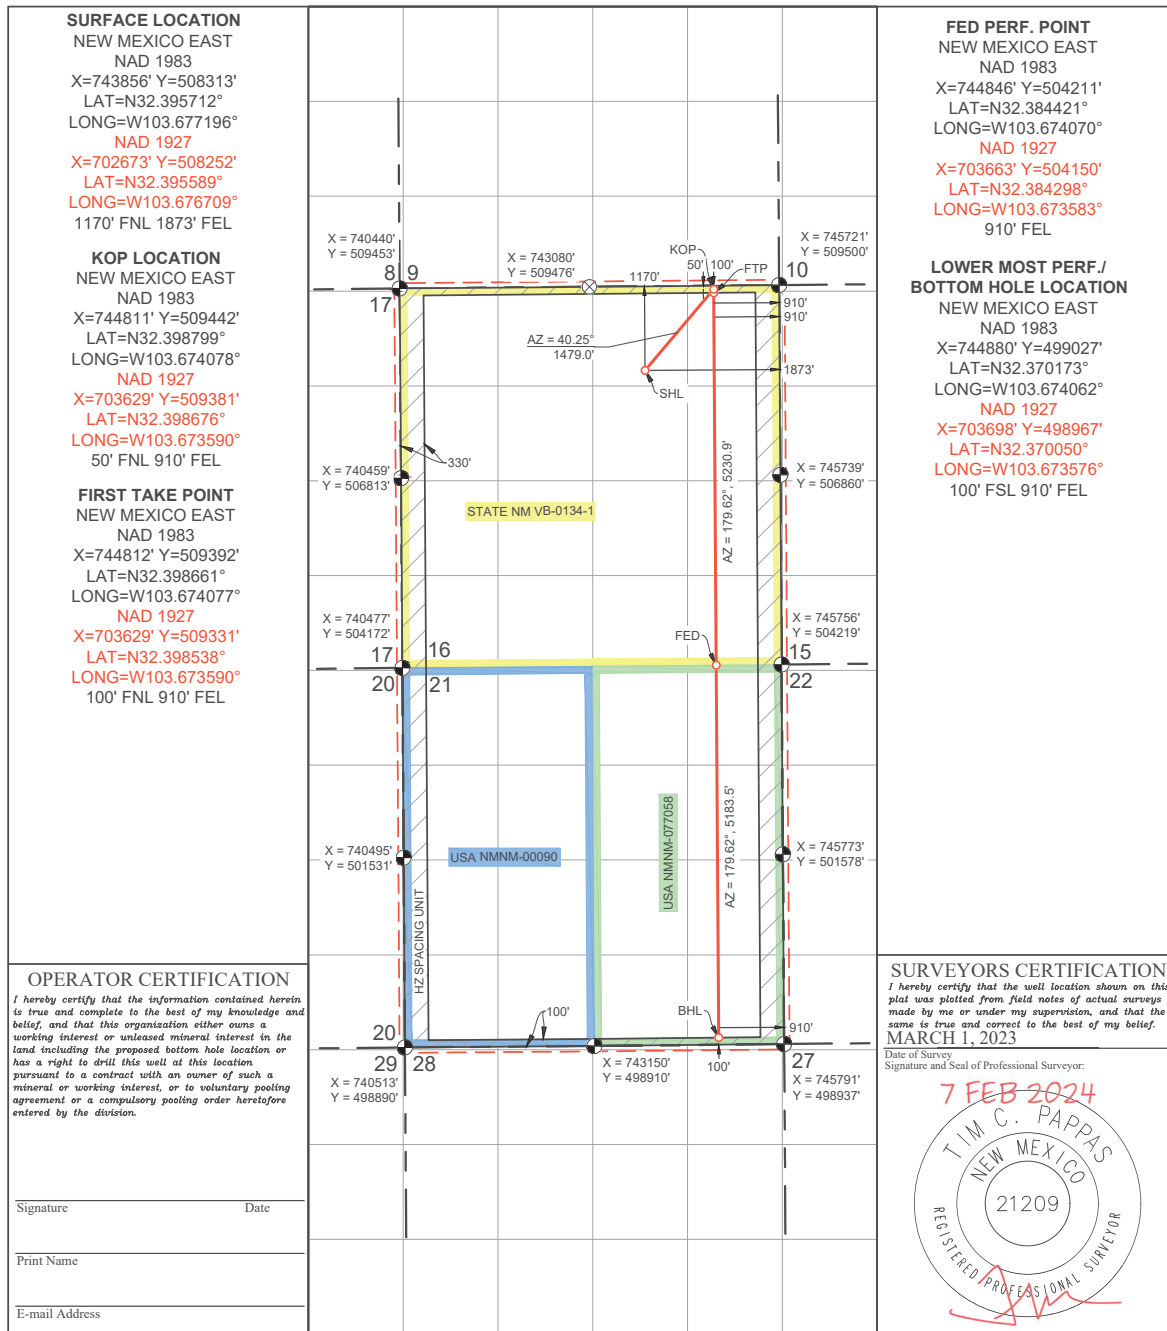 SURFACE LOCATION
NEW MEXICO EAST
NAD 1983
X=743856' Y=508313'
LAT=N32.395712°
LONG=W103.677196°
NAD 1927
X=702673' Y=508252'
LAT=N32.395589°
LONG=W103.676709°
1170' FNL 1873' FEL
KOP LOCATION
NEW MEXICO EAST
NAD 1983
X=744811' Y=509442'
LAT=N32.398799°
LONG=W103.674078°
NAD 1927
X=703629' Y=509381'
LAT=N32.398676°
LONG=W103.673590°
50' FNL 910' FEL
FIRST TAKE POINT
NEW MEXICO EAST
NAD 1983
X=744812' Y=509392'
LAT=N32.398661°
LONG=W103.674077°
NAD 1927
X=703629' Y=509331'
LAT=N32.398538°
LONG=W103.673590°
100' FNL 910' FEL
OPERATOR CERTIFICATION
I hereby certify that the information contained herein
is true and complete to the best of my knowledge and
belief, and that this organization either owns a
working interest or unleased mineral interest in the
land including the proposed bottom hole location or
has a right to drill this well at this location
pursuant to a contract with an owner of such a
mineral or working interest, or to voluntary pooling
agreement or a compulsory pooling order heretofore
entered by the division.
Signature Date
Print Name
E-mail Address
X = 740440'
Y = 509453'
X = 743080'
Y = 509476'
KOP
50' 100'
FTP
X = 745721'
Y = 509500'
8 9
17
10
1170'
910'
910'
AZ = 40.25°
1479.0'
1873'
SHL
330'
X = 740459'
Y = 506813'
X = 745739'
Y = 506860'
STATE NM VB-0134-1
AZ = 179.62°, 5230.9'
X = 740477'
Y = 504172'
X = 745756'
Y = 504219'
FED
17 16
20 21
15
22
X = 740495'
Y = 501531'
USA NMNM-00090
USA NMNM-077058
AZ = 179.62°, 5183.5'
X = 745773'
Y = 501578'
HZ SPACING UNIT
100'
BHL
910'
20
29 28
27
100'
X = 740513'
Y = 498890'
X = 743150'
Y = 498910'
X = 745791'
Y = 498937'
FED PERF. POINT
NEW MEXICO EAST
NAD 1983
X=744846' Y=504211'
LAT=N32.384421°
LONG=W103.674070°
NAD 1927
X=703663' Y=504150'
LAT=N32.384298°
LONG=W103.673583°
910' FEL
LOWER MOST PERF./
BOTTOM HOLE LOCATION
NEW MEXICO EAST
NAD 1983
X=744880' Y=499027'
LAT=N32.370173°
LONG=W103.674062°
NAD 1927
X=703698' Y=498967'
LAT=N32.370050°
LONG=W103.673576°
100' FSL 910' FEL
SURVEYORS CERTIFICATION
I hereby certify that the well location shown on this
plat was plotted from field notes of actual surveys
made by me or under my supervision, and that the
same is true and correct to the best of my belief.
MARCH 1, 2023
Date of Survey
Signature and Seal of Professional Surveyor:
7 FEB 2024
TIM C. PAPPAS
NEW MEXICO
21209
REGISTERED PROFESSIONAL SURVEYOR